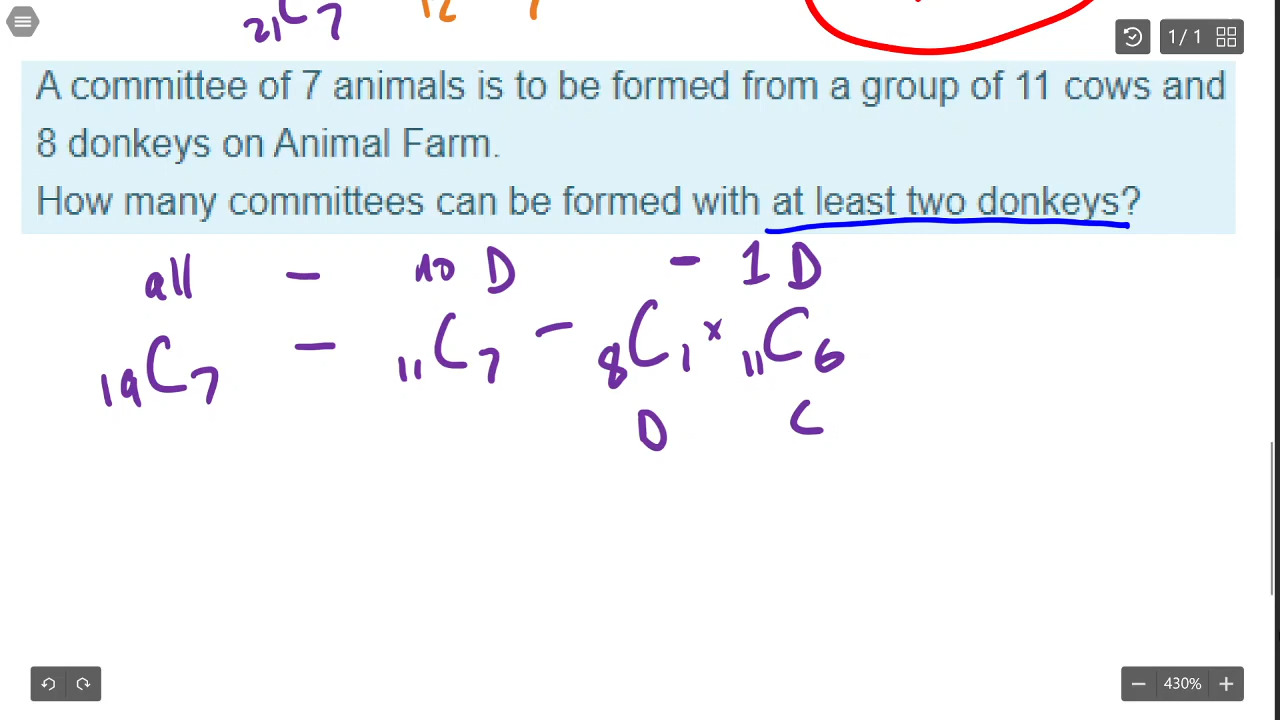 21C7 12 7
1/1
A committee of 7 animals is to be formed from a group of 11 cows and
8 donkeys on Animal Farm.
How many committees can be formed with at least two donkeys?
all – no D – 1 D
19C7 – 11C7 – 8C1 × 11C6
D C
430%